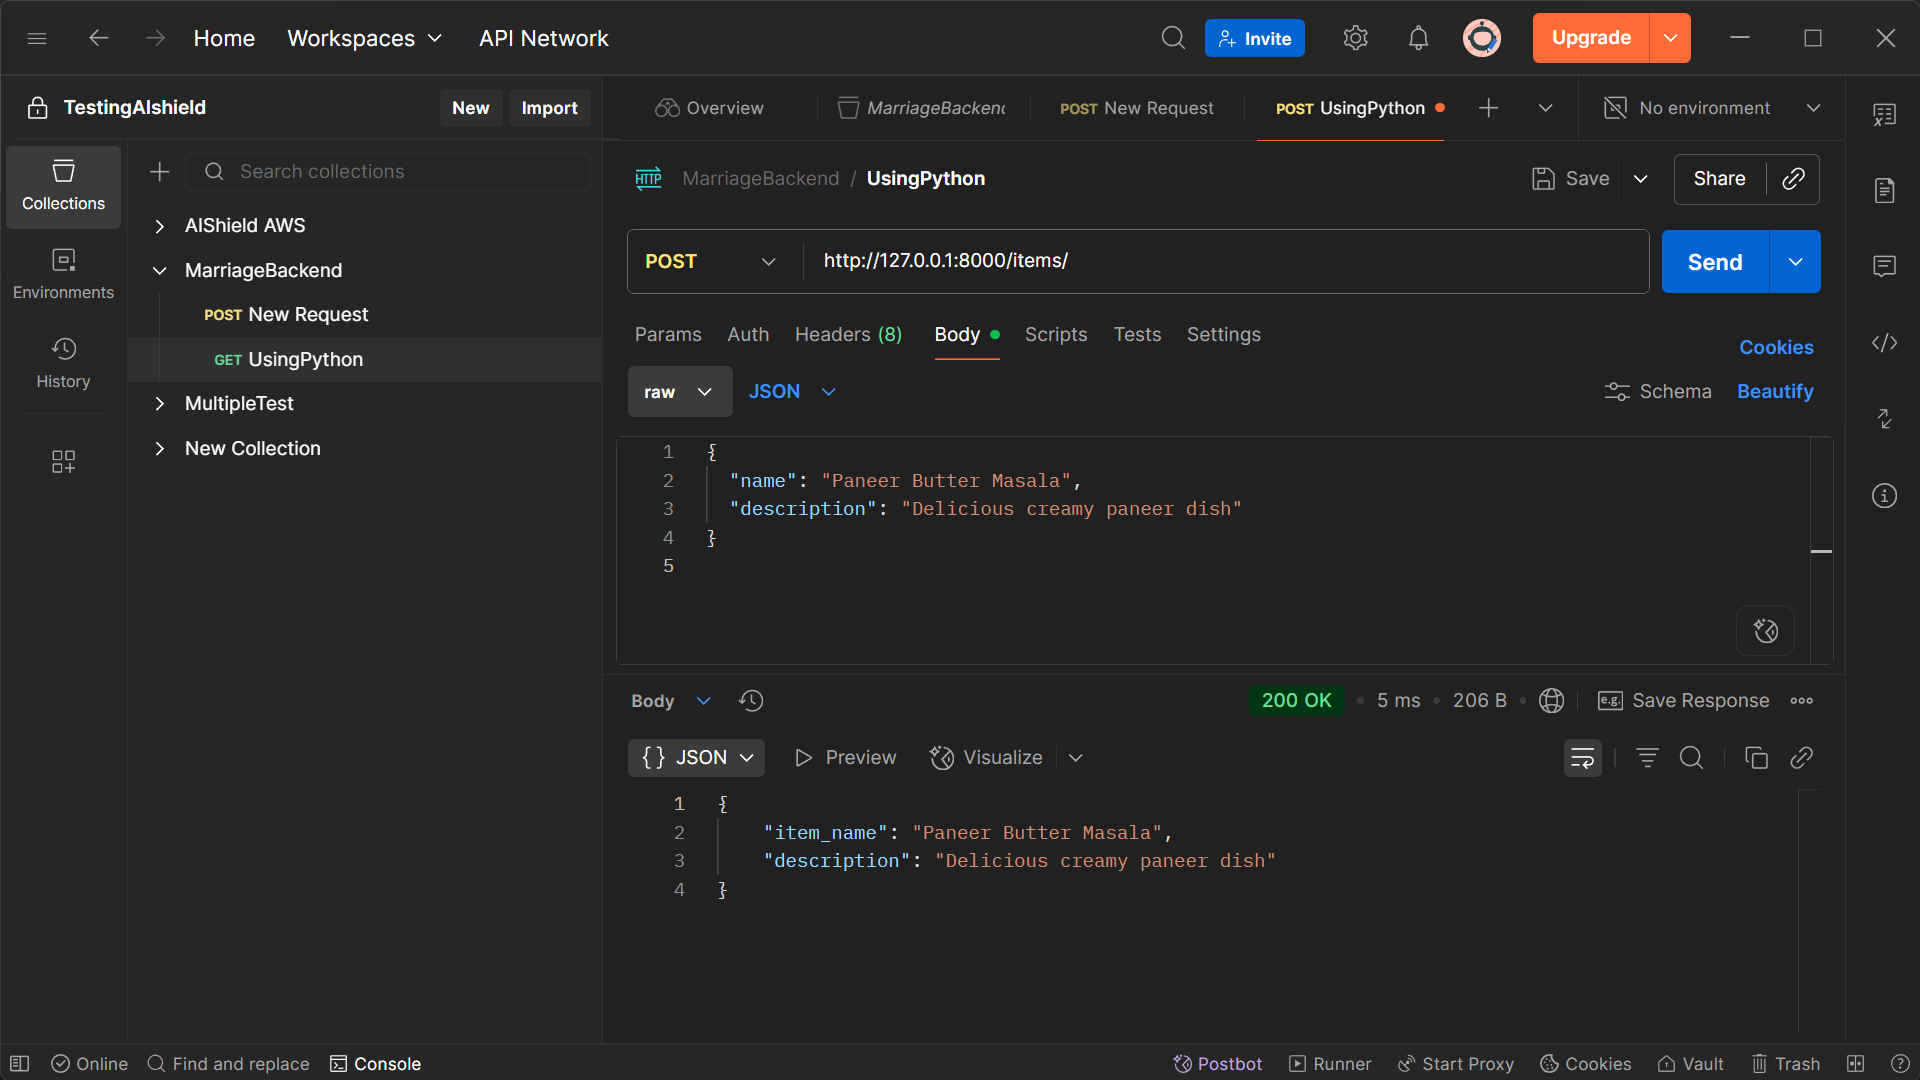 Home Workspaces API Network Invite Upgrade
TestingAIshield New Import
Overview MarriageBackend POST New Request POST UsingPython No environment
Collections
Environments
History
Search collections
AIShield AWS
MarriageBackend
POST New Request
GET UsingPython
MultipleTest
New Collection
HTTP MarriageBackend / UsingPython Save Share
POST http://127.0.0.1:8000/items/ Send
Params Auth Headers (8) Body Scripts Tests Settings Cookies
raw JSON Schema Beautify
1 {
2 "name": "Paneer Butter Masala",
3 "description": "Delicious creamy paneer dish"
4 }
5
Body 200 OK 5 ms 206 B e.g. Save Response
{} JSON Preview Visualize
1 {
2 "item_name": "Paneer Butter Masala",
3 "description": "Delicious creamy paneer dish"
4 }
Online Find and replace Console Postbot Runner Start Proxy Cookies Vault Trash